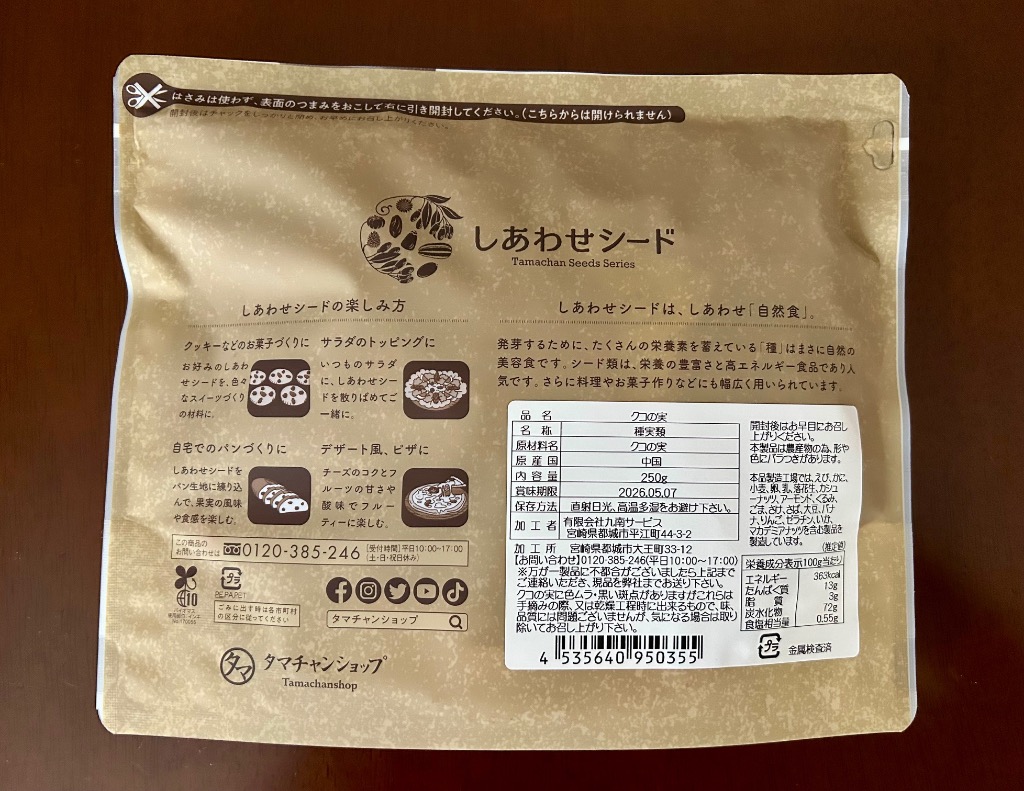 はさみは使わず、表面のつまみをおこして右に引き開封してください。(こちらからは開けられません)
しあわせシード
Tamachan Seeds Series
しあわせシードの楽しみ方
クッキーなどのお菓子づくりに
お好みのしあわ
せシードを、色々
なスイーツづくり
の材料に。
サラダのトッピングに
いつものサラダ
に、しあわせシー
ドを散りばめてご
一緒に。
自宅でのパンづくりに
しあわせシードを
パン生地に練り込
んで、果実の風味
や食感を楽しむ。
デザート風、ピザに
チーズのコクとフ
ルーツの甘さや
酸味でフルー
ティーに楽しむ。
この商品の
お問い合わせは
0120-385-246
[受付時間]平日10:00~17:00
(土・日・祝日休み)
10
バイオマス
No.170086
プラ
PE,PA,PET
ごみに出す時は各市町村
の区分に従ってください
タマチャンショップ
タマ
タマチャンショップ
Tamachanshop
しあわせシードは、しあわせ「自然食」。
発芽するために、たくさんの栄養素を蓄えている「種」はまさに自然の
美容食です。シード類は、栄養の豊富さと高エネルギー食品であり人
気です。さらに料理やお菓子作りなどにも幅広く用いられています。
品名 クコの実
名称 種実類
原材料名 クコの実
原産国 中国
内容量 250g
賞味期限 2026.05.07
保存方法 直射日光、高温多湿をお避け下さい。
加工者 有限会社九南サービス
宮崎県都城市平江町44-3-2
加工所 宮崎県都城市大王町33-12
【お問い合わせ】0120-385-246(平日10:00~17:00)
※万が一製品に不都合がございましたら上記まで
ご連絡いただき、現品を弊社までお送り下さい。
クコの実に色ムラ・黒い斑点がありますがこれらは
手摘みの際、又は乾燥工程時に出来るもので、味、
品質には問題ございませんが、気になる場合は取り
除いてお召し上がり下さい。
4 535640 950355
開封後はお早目にお召し
上がりください。
本製品は農産物の為、形や
色にバラつきがあります。
本品製造工場では、えび、かに、
小麦、卵、乳、落花生、カシュ
ーナッツ、アーモンド、くるみ、
ごま、さけ、さば、大豆、バナ
ナ、りんご、ゼラチン、いか、
マカデミアナッツを含む製品を
製造しています。
(推定値)
栄養成分表示100g当たり
エネルギー 363kcal
たんぱく質 13g
脂質 3g
炭水化物 72g
食塩相当量 0.55g
プラ
金属検査済